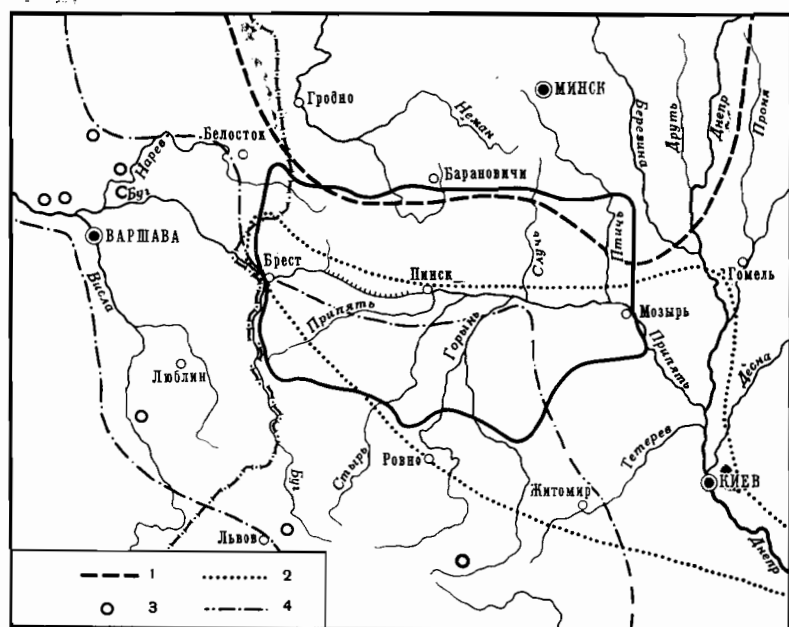 Гродно
МИНСК
Неман
Березина
Друть
Днепр
Проня
Белосток
Нарев
Барановичи
Буг
ВАРШАВА
Висла
Брест
Пинск
Случь
Птичь
Гомель
Припять
Горынь
Мозырь
Припять
Десна
Люблин
Стырь
Ровно
Тетерев
Житомир
КИЕВ
Буг
Львов
Днепр
1
2
3
4